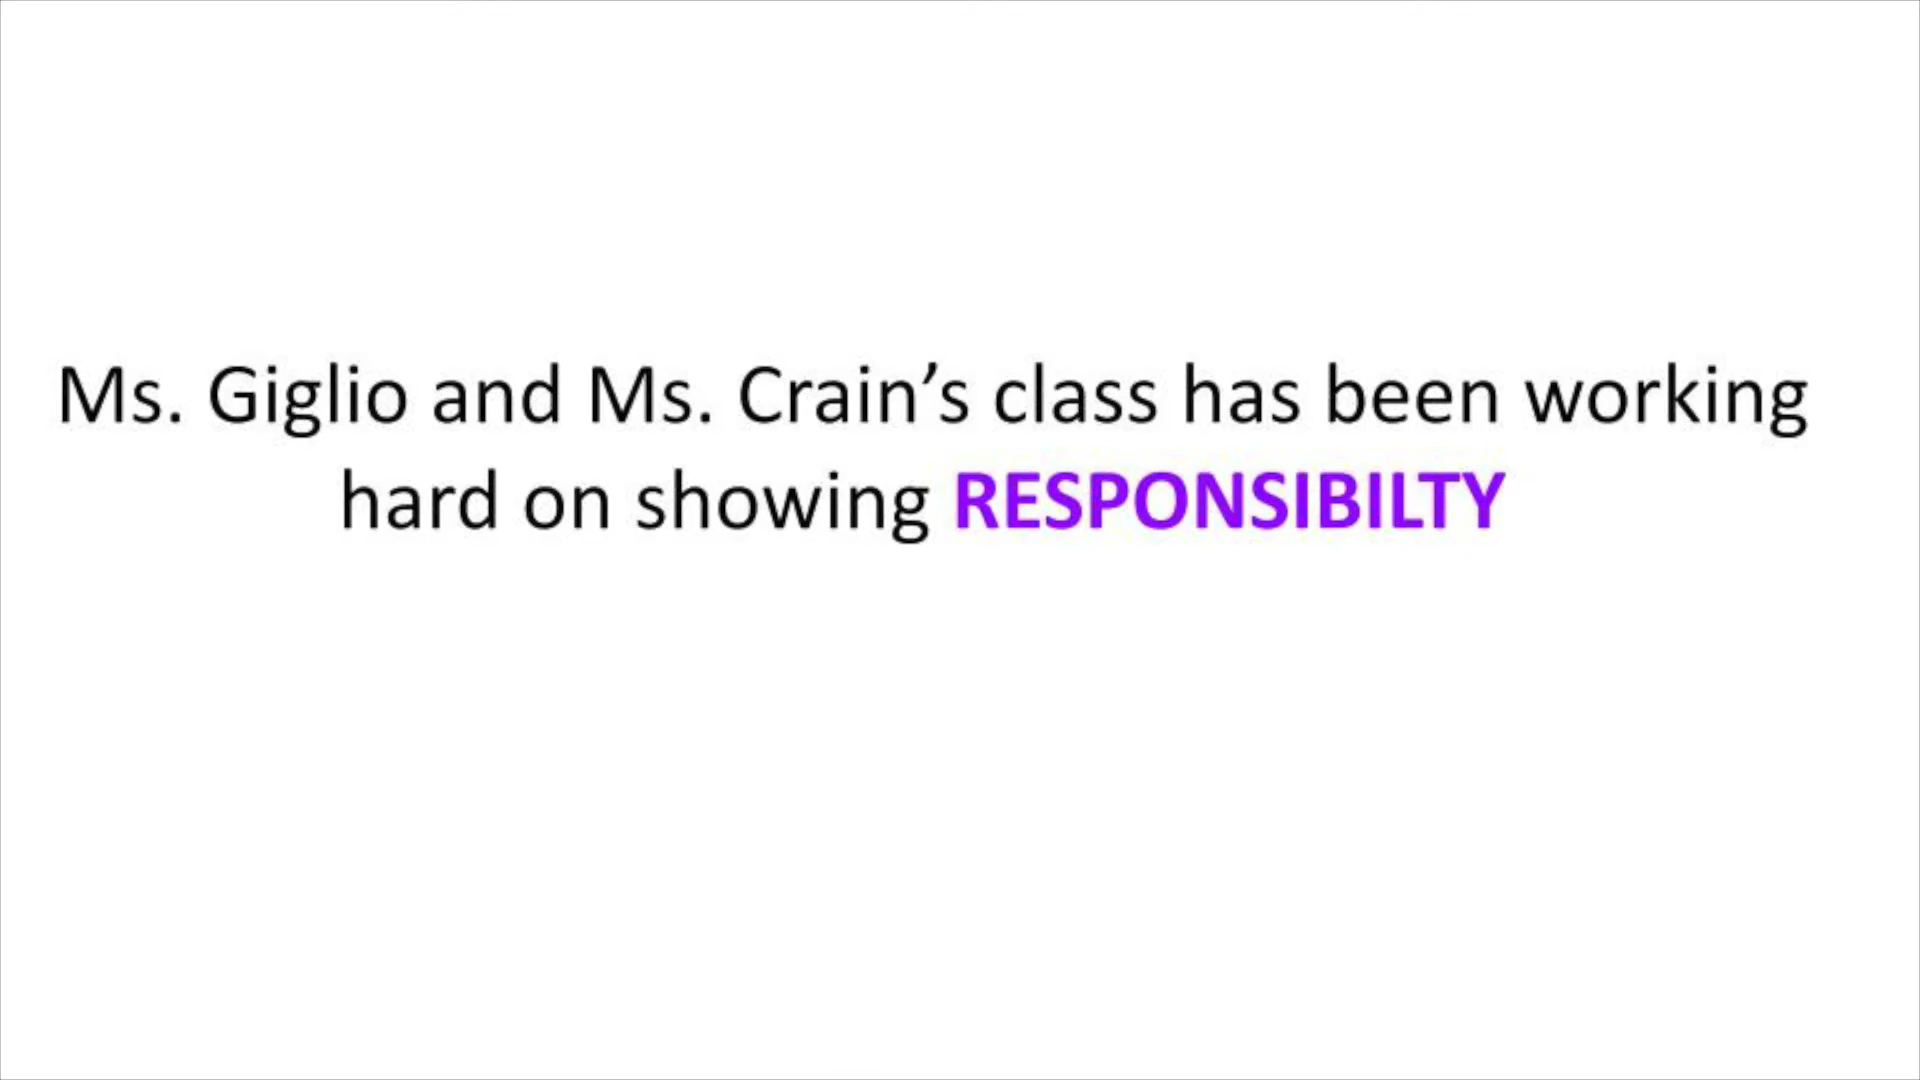 Ms. Giglio and Ms. Crain’s class has been working
hard on showing RESPONSIBILTY